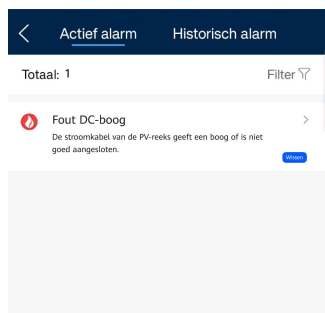 Actief alarm Historisch alarm
Totaal: 1 Filter
Fout DC-boog
De stroomkabel van de PV-reeks geeft een boog of is niet
goed aangesloten.
Wissen